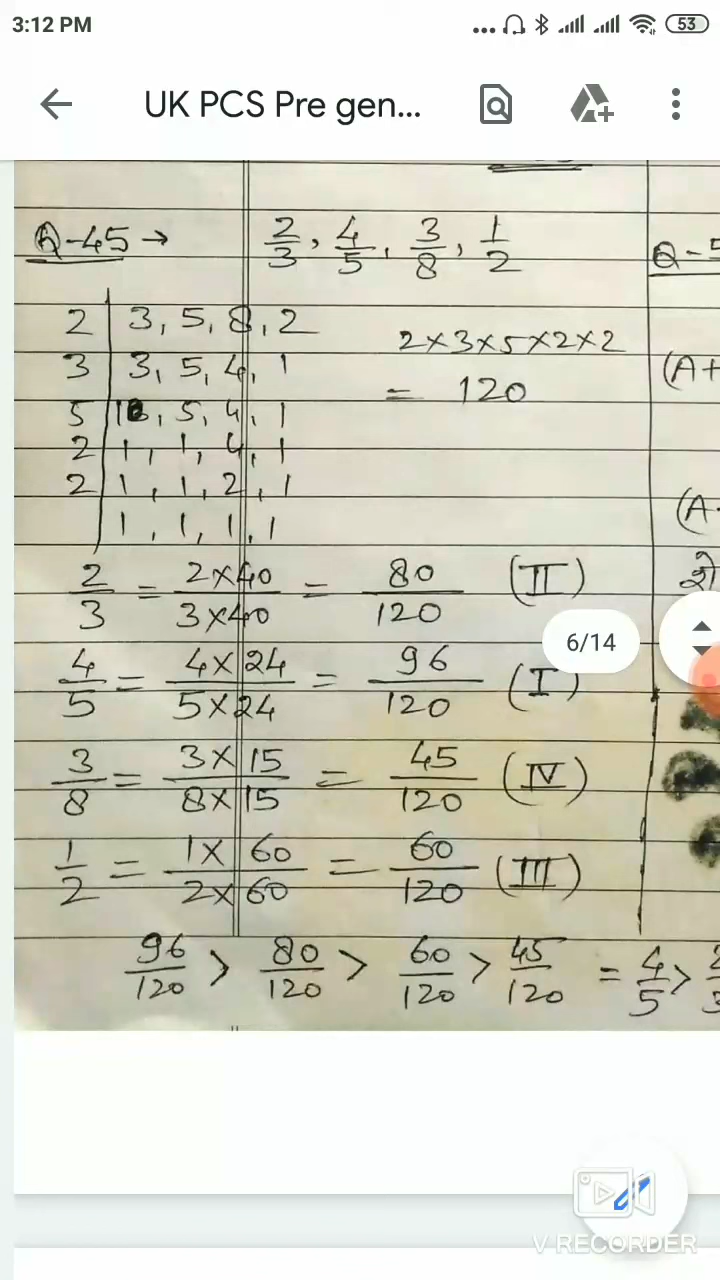 3:12 PM ... 53
UK PCS Pre gen...
Q-45 → 2/3, 4/5, 3/8, 1/2
Q-5
2 | 3, 5, 8, 2
2×3×5×2×2
3 | 3, 5, 4, 1
= 120
(A+
5 | 1, 5, 4, 1
2 | 1, 1, 4, 1
2 | 1, 1, 2, 1
(A-
1, 1, 1, 1
2/3 = 2×40/3×40 = 80/120 (II)
शे
6/14
4/5 = 4×24/5×24 = 96/120 (I)
3/8 = 3×15/8×15 = 45/120 (IV)
1/2 = 1×60/2×60 = 60/120 (III)
96/120 > 80/120 > 60/120 > 45/120 = 4/5 > 2/3
V RECORDER